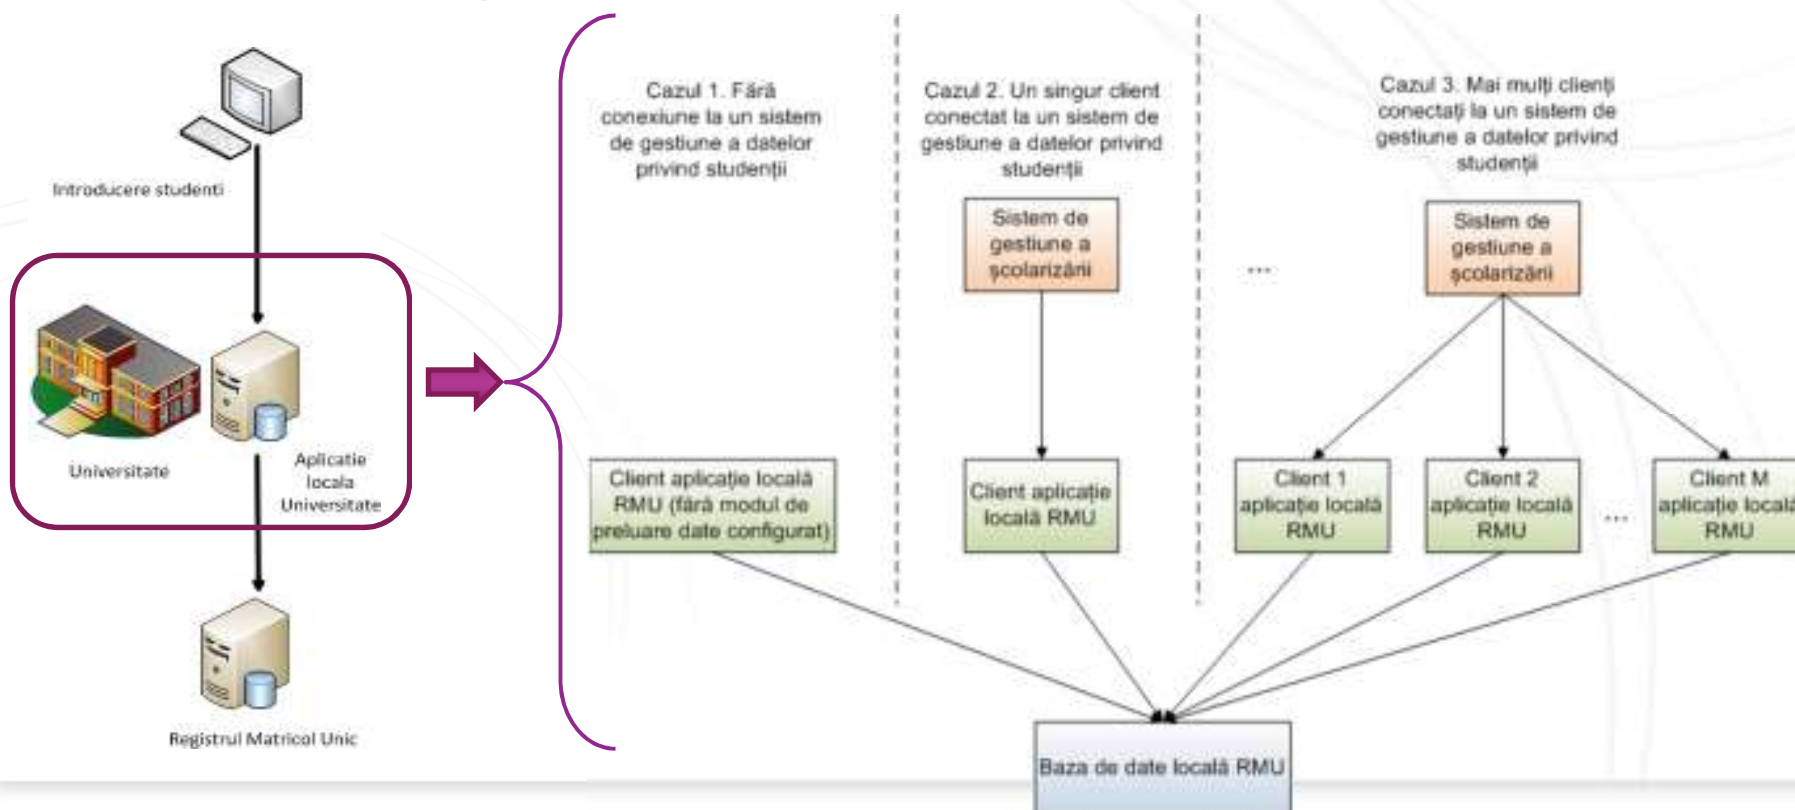 Introducere studenti
Universitate
Aplicatie
locala
Universitate
Registrul Matricol Unic
Cazul 1. Fără
conexiune la un sistem
de gestiune a datelor
privind studenții
Cazul 2. Un singur client
conectat la un sistem de
gestiune a datelor privind
studenții
Cazul 3. Mai mulți clienți
conectați la un sistem de
gestiune a datelor privind
studenții
Sistem de
gestiune a
școlarizării
...
Sistem de
gestiune a
școlarizării
Client aplicație locală
RMU (fără modul de
preluare date configurat)
Client aplicație
locală RMU
Client 1
aplicație locală
RMU
Client 2
aplicație locală
RMU
...
Client M
aplicație locală
RMU
Baza de date locală RMU